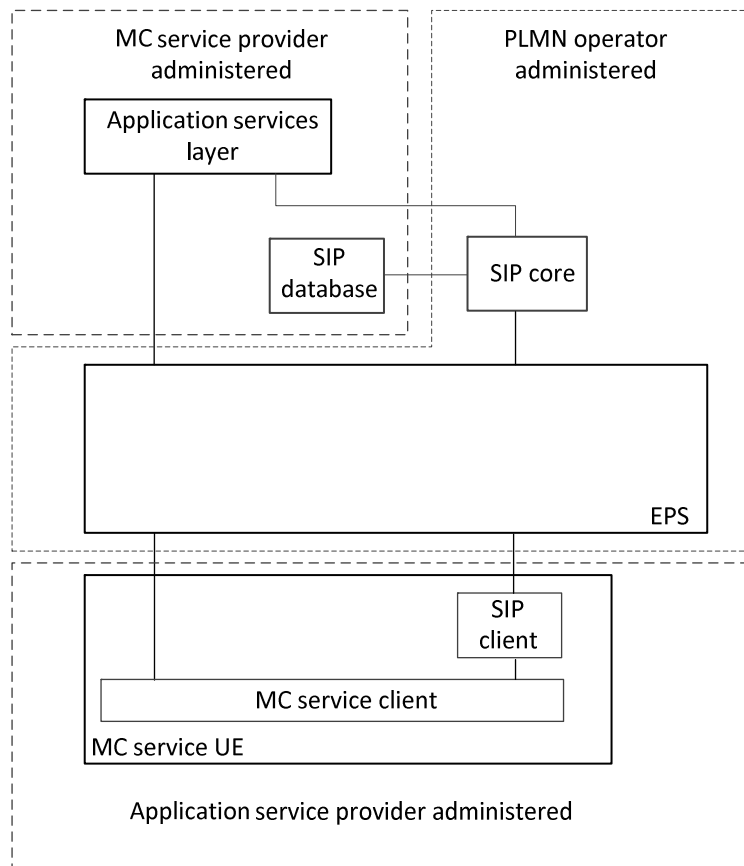 MC service provider
administered
PLMN operator
administered
Application services
layer
SIP
database
SIP core
EPS
SIP
client
MC service client
MC service UE
Application service provider administered